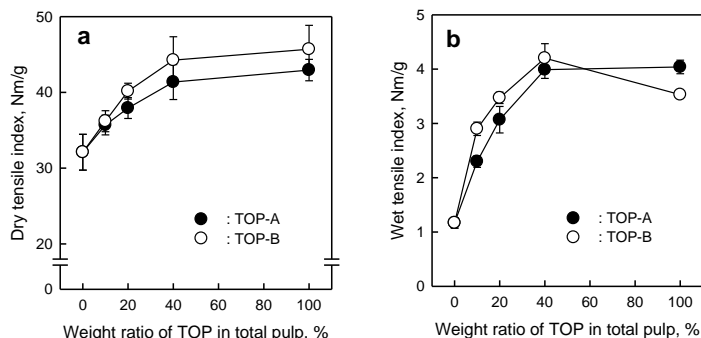 a
Dry tensile index, Nm/g
50
40
30
20
0
: TOP-A
: TOP-B
0 20 40 60 80 100
Weight ratio of TOP in total pulp, %
b
Wet tensile index, Nm/g
5
4
3
2
1
0
: TOP-A
: TOP-B
0 20 40 60 80 100
Weight ratio of TOP in total pulp, %